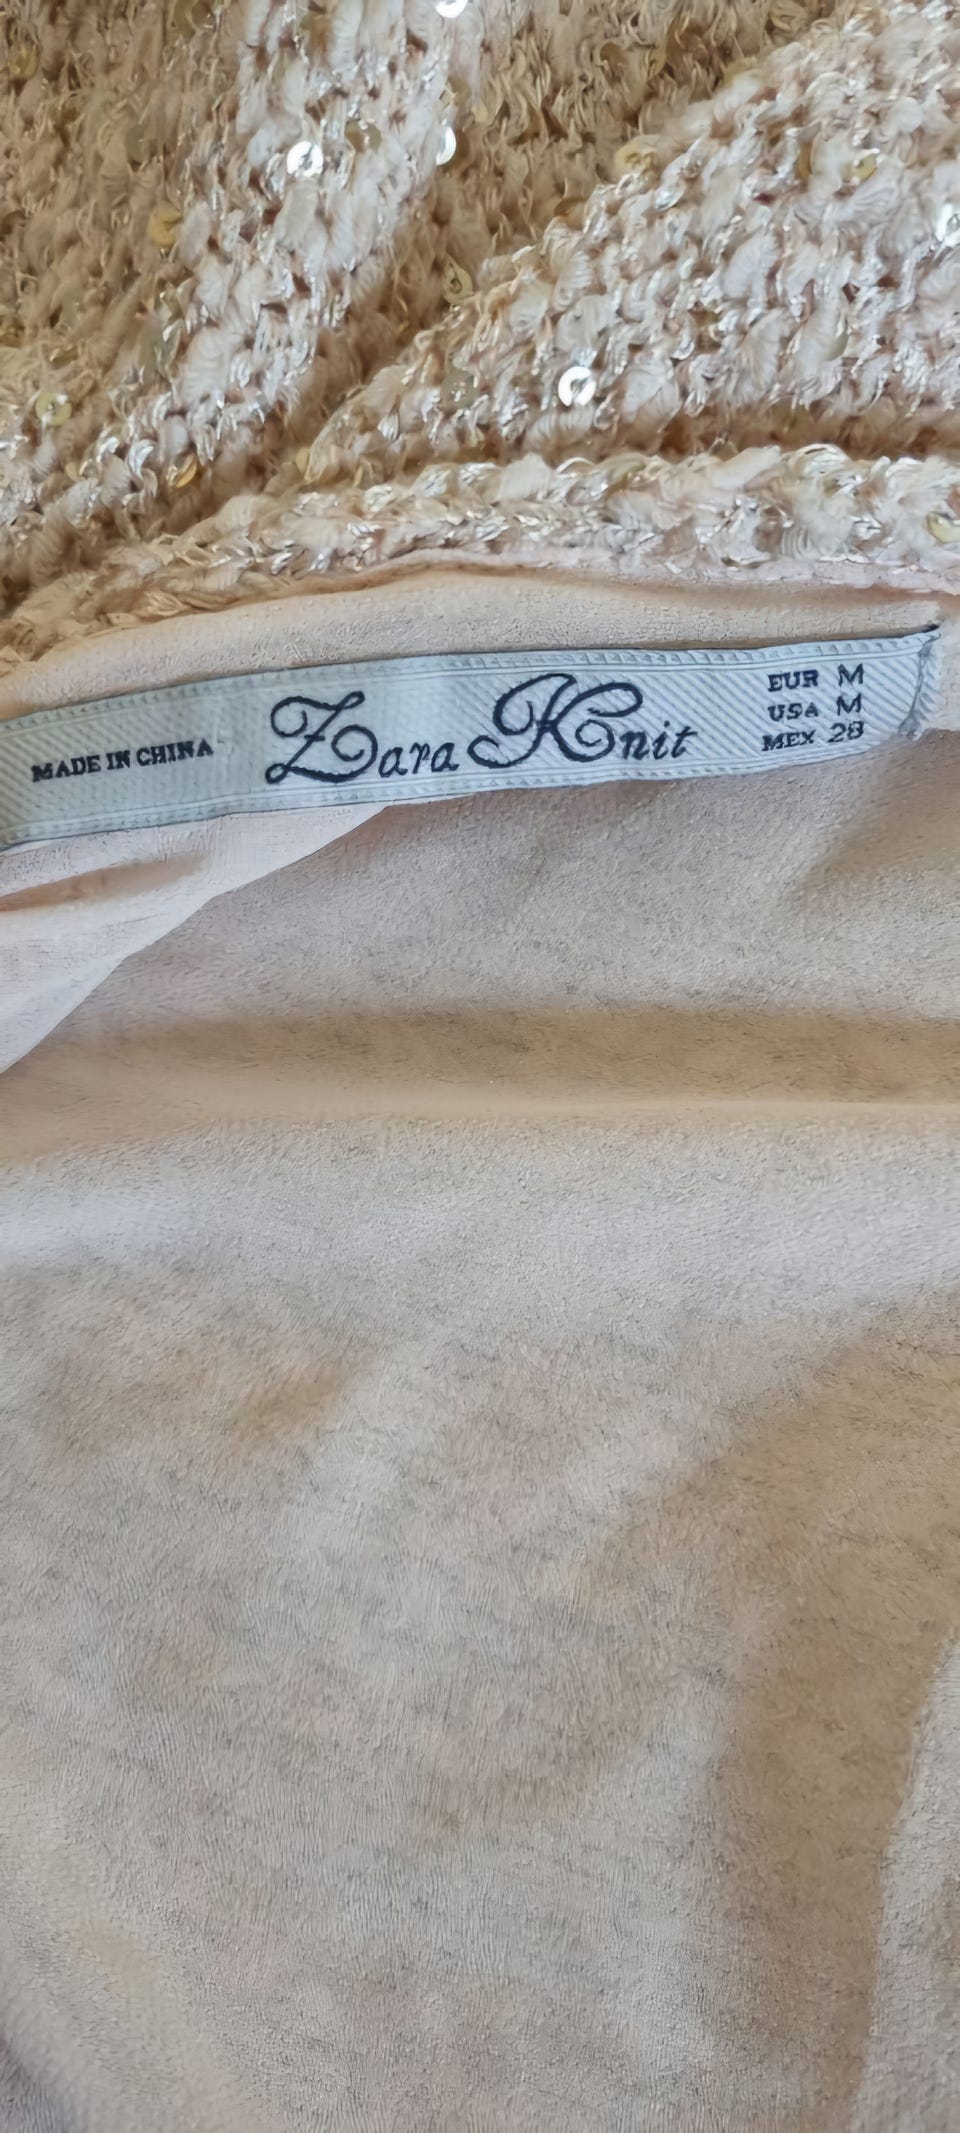 MADE IN CHINA
Zara Knit
EUR M
USA M
MEX 28